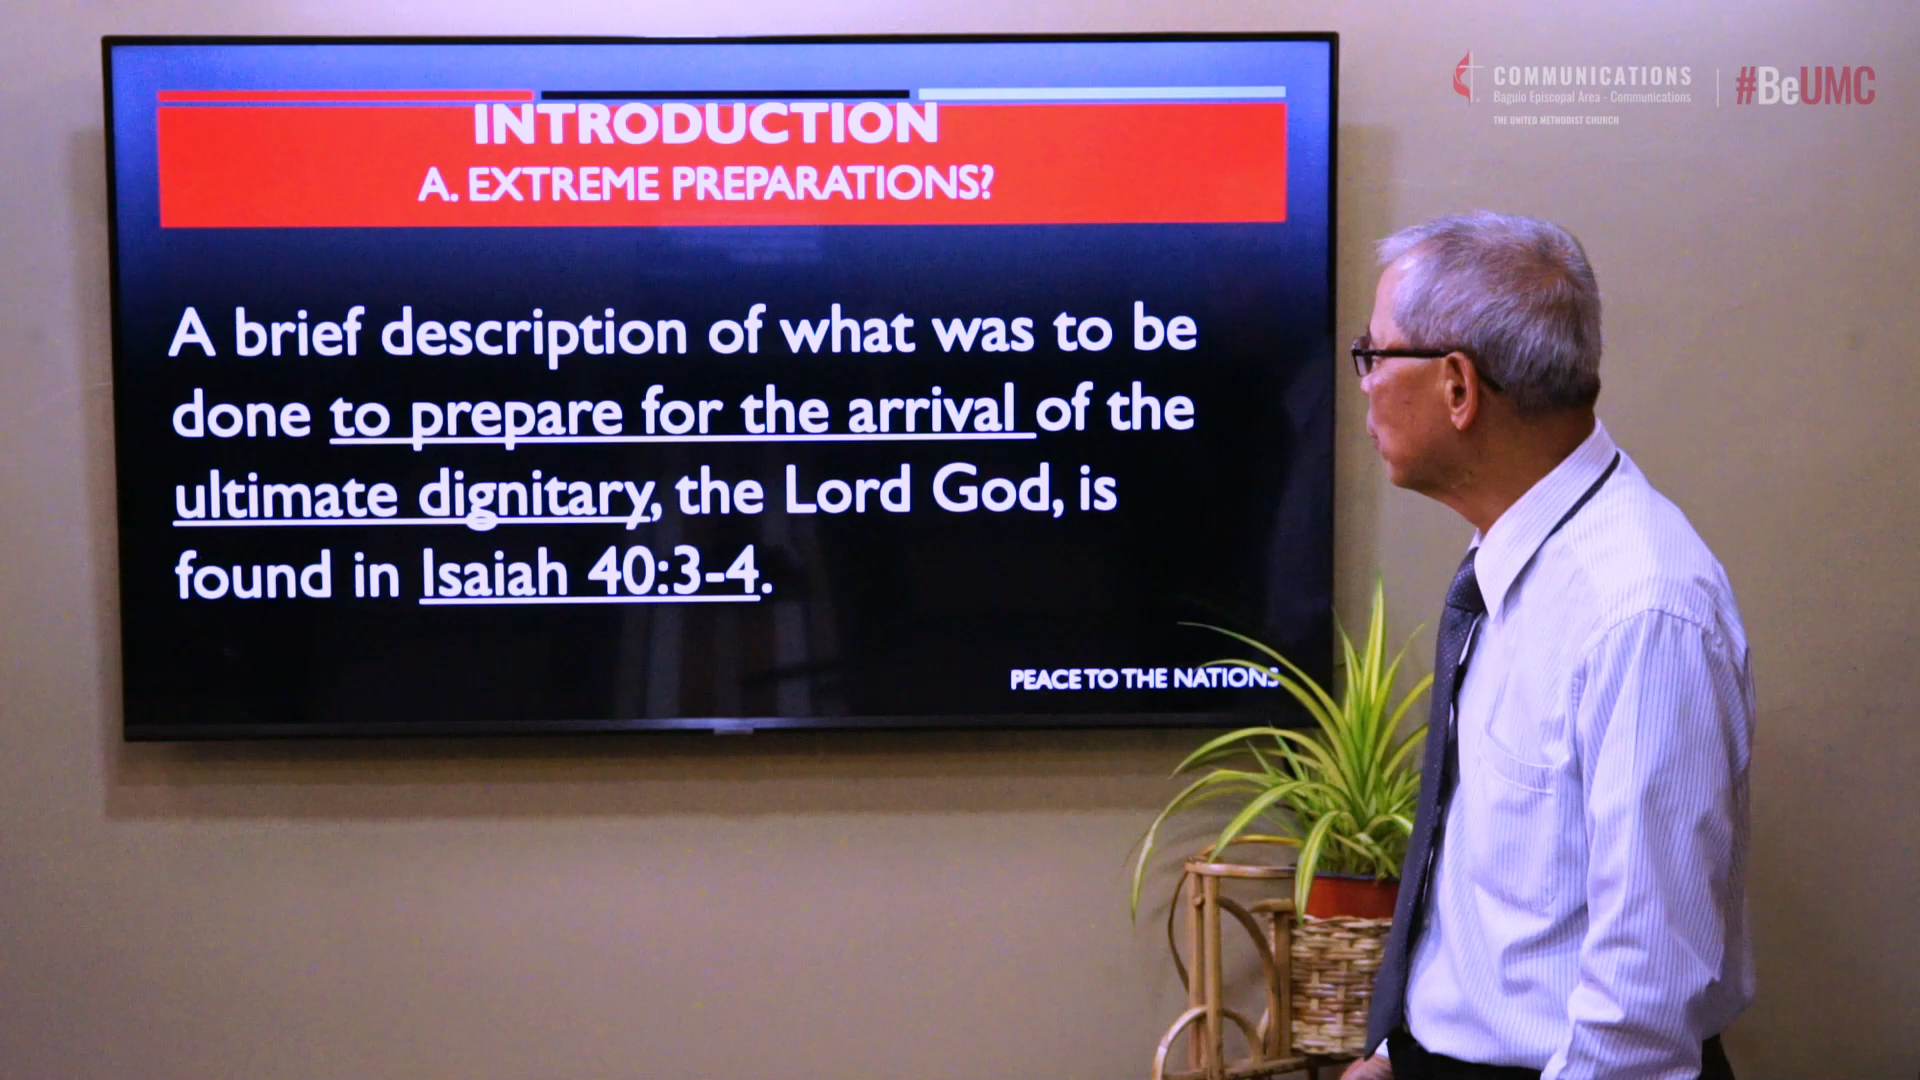 INTRODUCTION
A. EXTREME PREPARATIONS?
A brief description of what was to be
done to prepare for the arrival of the
ultimate dignitary, the Lord God, is
found in Isaiah 40:3-4.
PEACE TO THE NATIONS
COMMUNICATIONS
Baguio Episcopal Area - Communications
THE UNITED METHODIST CHURCH
#BeUMC